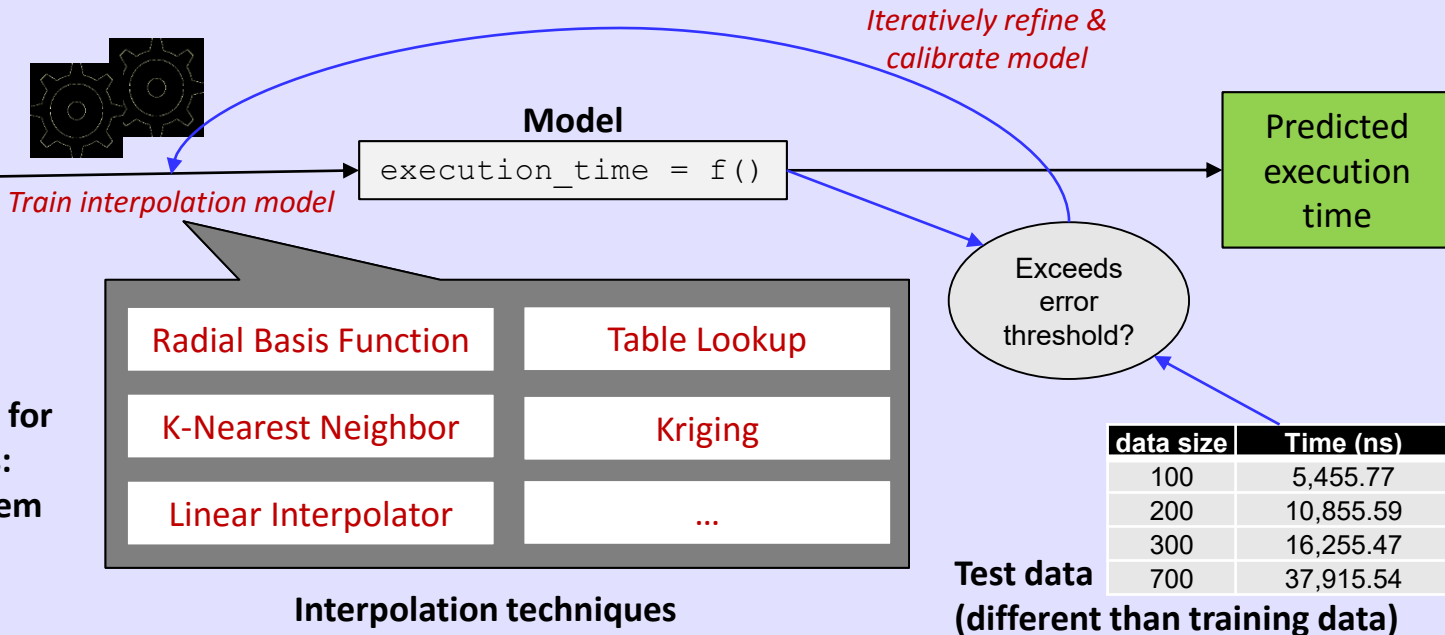 Iteratively refine &
calibrate model
Model
execution_time = f()
Train interpolation model
Predicted
execution
time
Exceeds
error
threshold?
Radial Basis Function
Table Lookup
K-Nearest Neighbor
Kriging
Linear Interpolator
...
Interpolation techniques
for
:
em
data size Time (ns)
100 5,455.77
200 10,855.59
300 16,255.47
700 37,915.54
Test data
(different than training data)